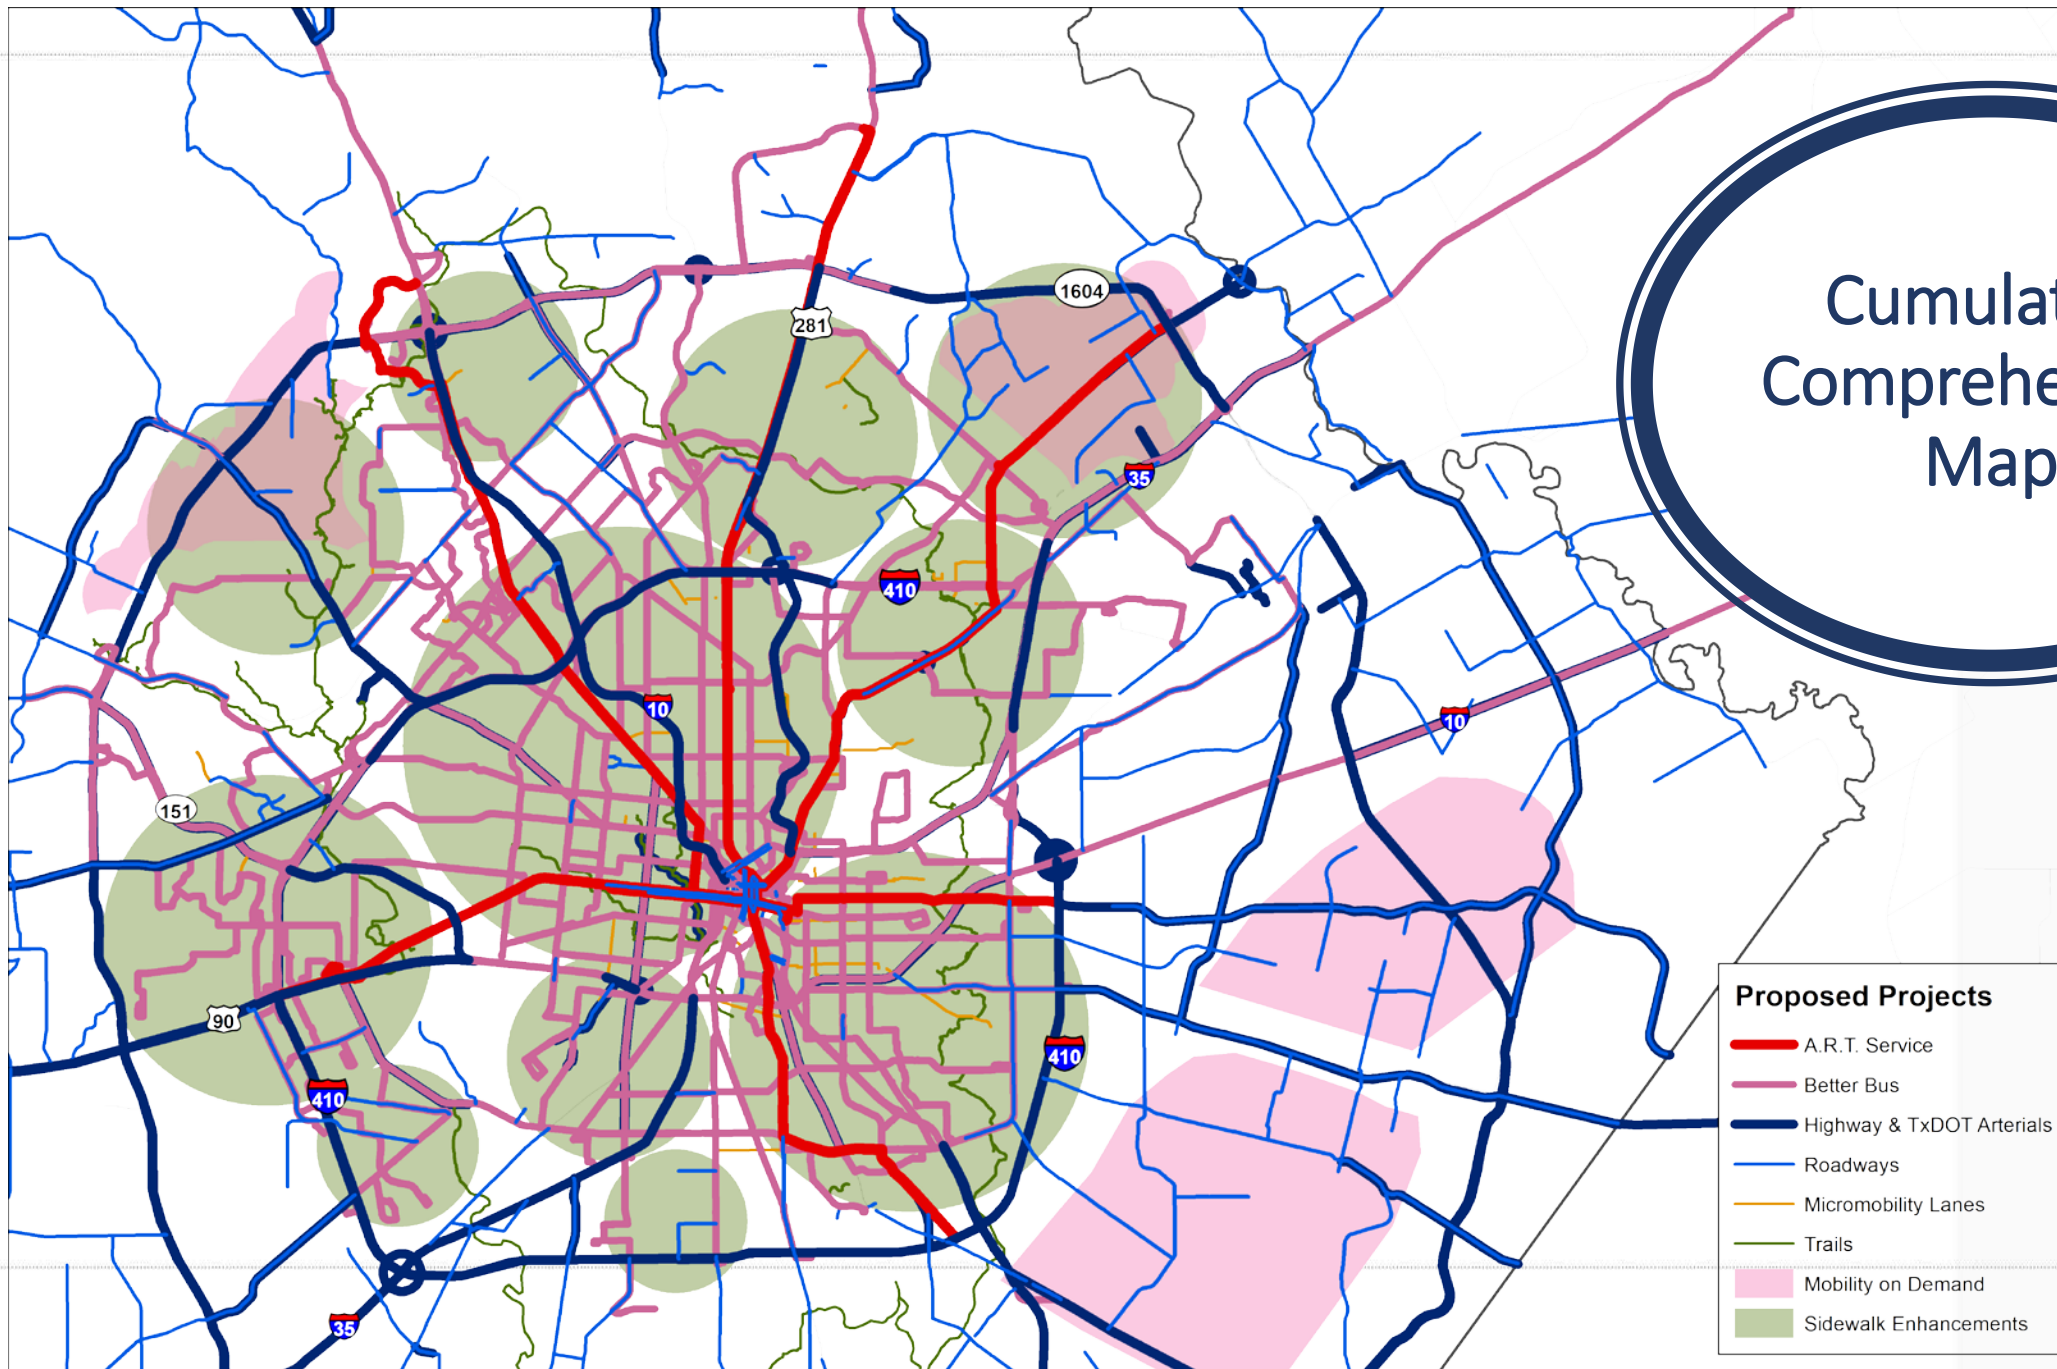 1604
281
Cumulat
Comprehe
Map
35
410
10
10
151
90
410
410
35
Proposed Projects
A.R.T. Service
Better Bus
Highway & TxDOT Arterials
Roadways
Micromobility Lanes
Trails
Mobility on Demand
Sidewalk Enhancements